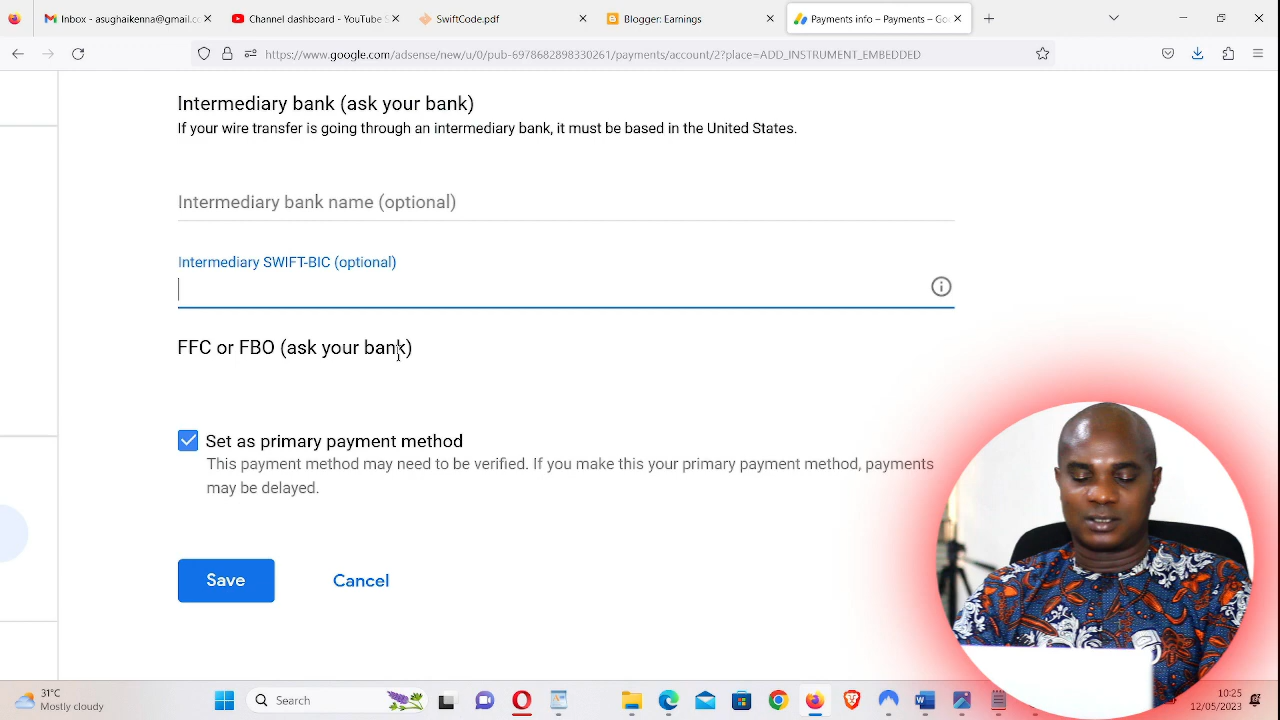 Inbox - drughaikenna@gmail.co
Channel dashboard - YouTube S
SwiftCode.pdf
Blogger: Earnings
Payments info – Payments – Goo
https://www.google.com/adsense/new/u/0/pub-6978682898330261/payments/account/2?place=ADD_INSTRUMENT_EMBEDDED
Intermediary bank (ask your bank)
If your wire transfer is going through an intermediary bank, it must be based in the United States.
Intermediary bank name (optional)
Intermediary SWIFT-BIC (optional)
FFC or FBO (ask your bank)
Set as primary payment method
This payment method may need to be verified. If you make this your primary payment method, payments
may be delayed.
Save
Cancel
31°C
Mostly cloudy
Search
10:25
12/05/2023